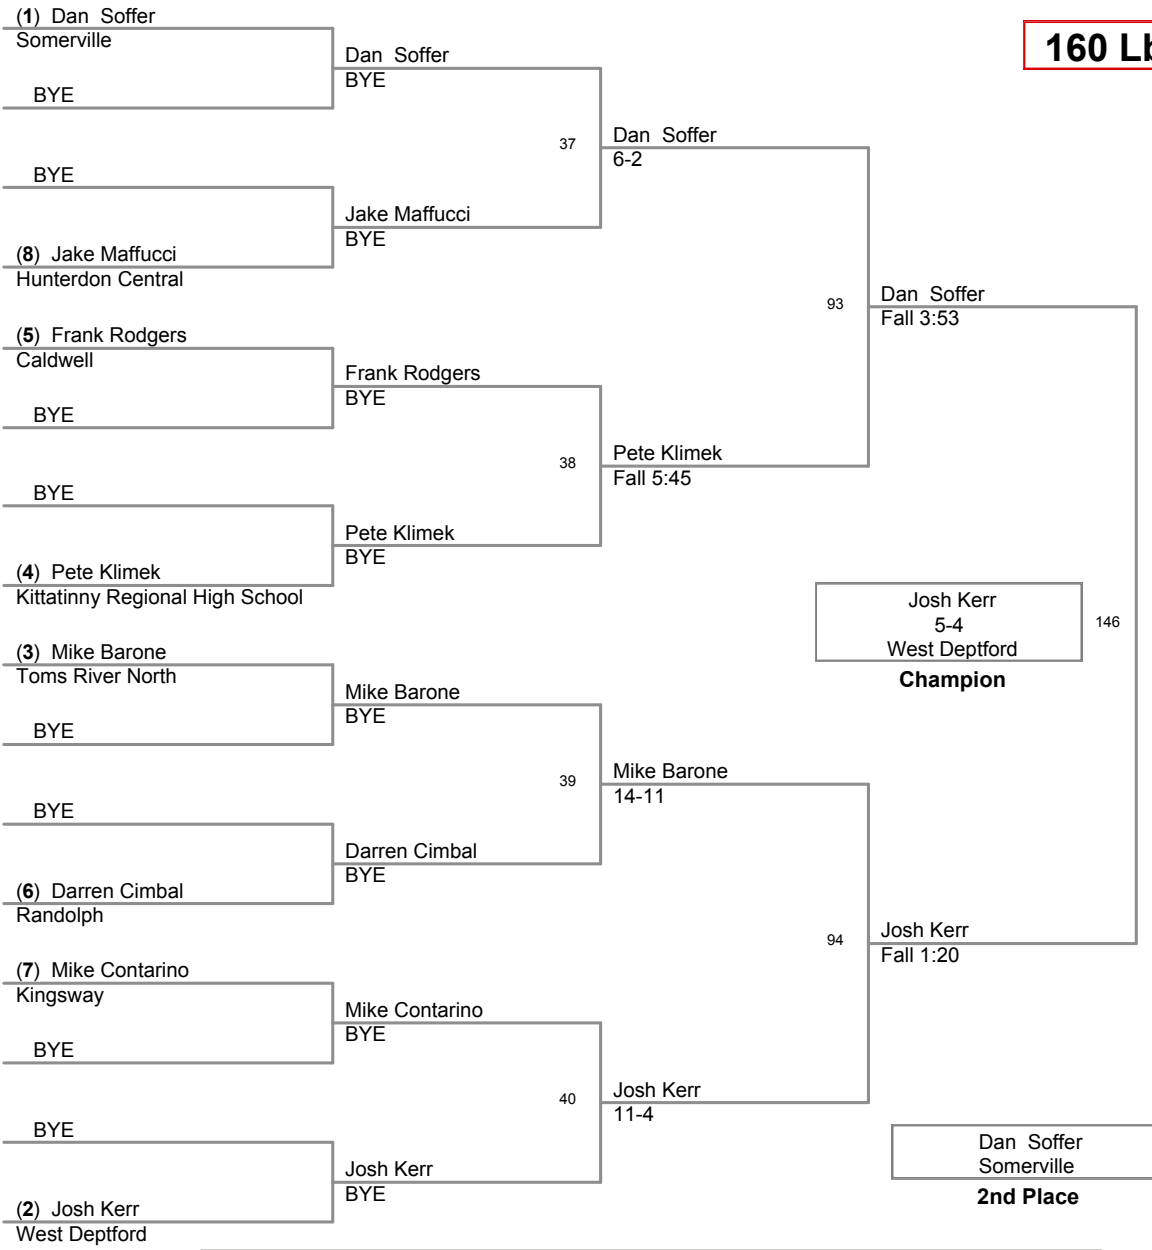 (1) Dan Soffer
Somerville
BYE
BYE
(8) Jake Maffucci
Hunterdon Central
(5) Frank Rodgers
Caldwell
BYE
BYE
(4) Pete Klimek
Kittatinny Regional High School
(3) Mike Barone
Toms River North
BYE
BYE
(6) Darren Cimbal
Randolph
(7) Mike Contarino
Kingsway
BYE
BYE
(2) Josh Kerr
West Deptford
Dan Soffer
BYE
Jake Maffucci
BYE
Frank Rodgers
BYE
Pete Klimek
BYE
Mike Barone
BYE
Darren Cimbal
BYE
Mike Contarino
BYE
Josh Kerr
BYE
37
38
39
40
Dan Soffer
6-2
Pete Klimek
Fall 5:45
Mike Barone
14-11
Josh Kerr
11-4
93
94
Dan Soffer
Fall 3:53
Josh Kerr
Fall 1:20
146
Josh Kerr
5-4
West Deptford
Champion
Dan Soffer
Somerville
2nd Place
160 Lb